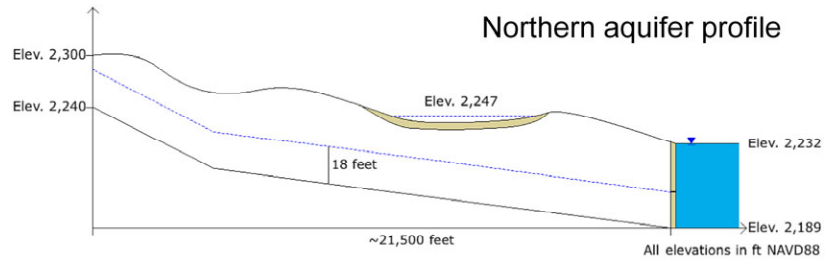 Northern aquifer profile
Elev. 2,300
Elev. 2,240
Elev. 2,247
Elev. 2,232
18 feet
Elev. 2,189
~21,500 feet
All elevations in ft NAVD88